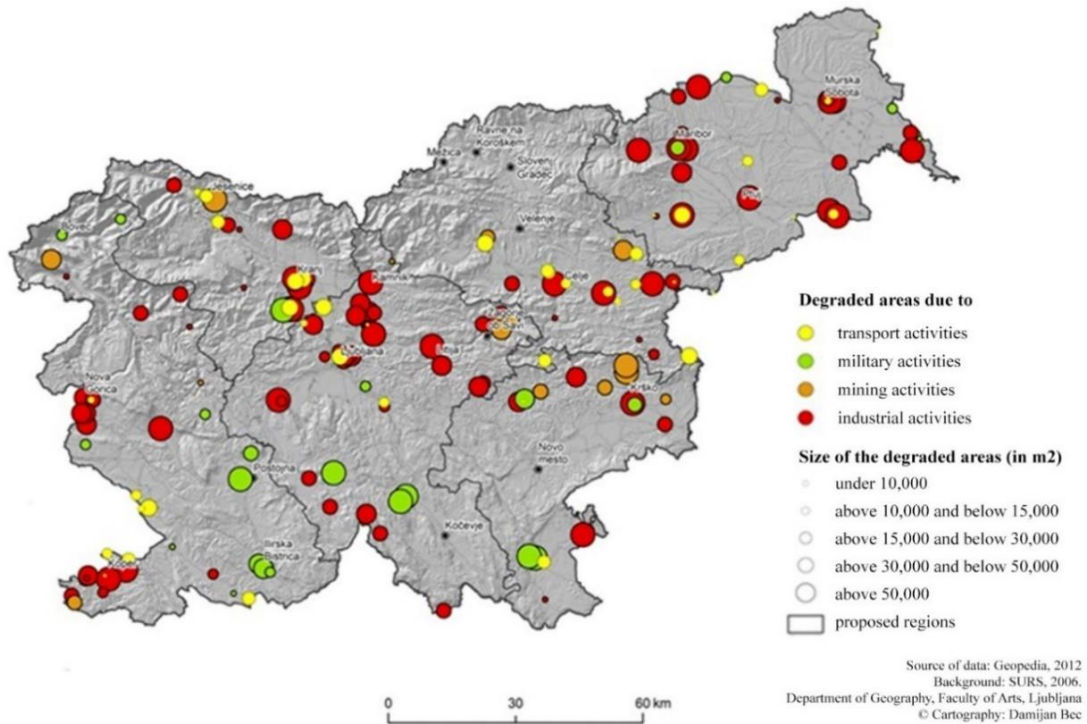 Murska
Sobota
Maribor
Ravne na
Koroškem
Mežica
Slovenj
Gradec
Jesenice
Ptuj
Bovec
Velenje
Celje
Kranj
Kamnik
Zagorje
ob Savi
Ljubljana
Litija
Krško
Nova
Gorica
Novo
mesto
Postojna
Kočevje
Ilirska
Bistrica
Koper
Degraded areas due to
transport activities
military activities
mining activities
industrial activities
Size of the degraded areas (in m2)
under 10,000
above 10,000 and below 15,000
above 15,000 and below 30,000
above 30,000 and below 50,000
above 50,000
proposed regions
Source of data: Geopedia, 2012
Background: SURS, 2006.
Department of Geography, Faculty of Arts, Ljubljana
© Cartography: Damijan Bec
0 30 60 km